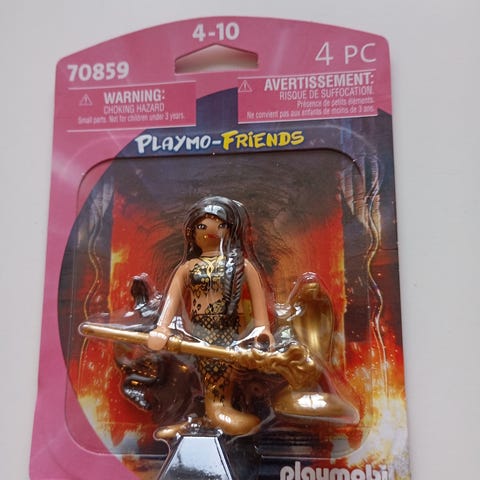 4-10
70859
4 PC
WARNING:
CHOKING HAZARD
Small parts. Not for children under 3 years.
AVERTISSEMENT:
RISQUE DE SUFFOCATION.
Présence de petits éléments.
Ne convient pas aux enfants de moins de 3 ans.
PLAYMO-FRIENDS
playmobil